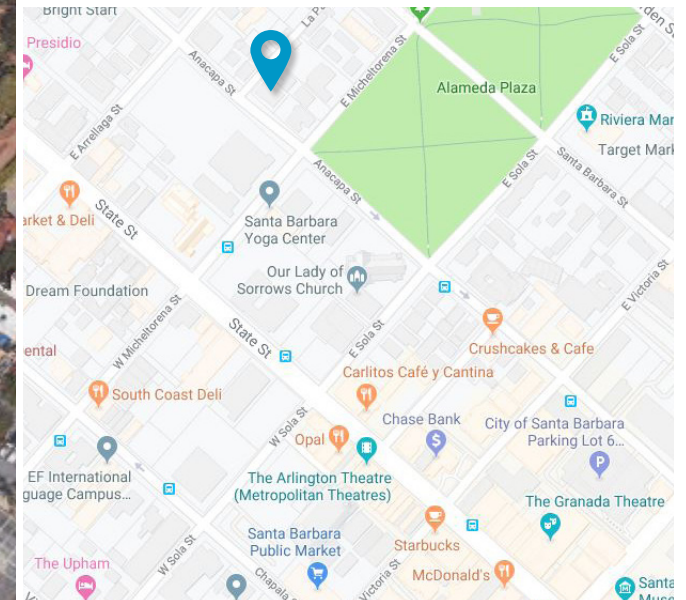 Bright Start
Presidio
Anacapa St
E Micheltorena St
E Sola St
Alameda Plaza
Riviera Mar
Target Mark
E Arrellaga St
Anacapa St
E Sola St
Santa Barbara St
arket & Deli
State St
Santa Barbara
Yoga Center
Our Lady of
Sorrows Church
Dream Foundation
E Victoria St
W Micheltorena St
State St
E Sola St
Crushcakes & Cafe
ental
Carlitos Café y Cantina
South Coast Deli
W Sola St
Opal
Chase Bank
City of Santa Barbara
Parking Lot 6...
EF International
guage Campus...
The Arlington Theatre
(Metropolitan Theatres)
The Granada Theatre
Santa Barbara
Public Market
Starbucks
The Upham
W Sola St
Chapala St
Victoria St
McDonald's
Santa